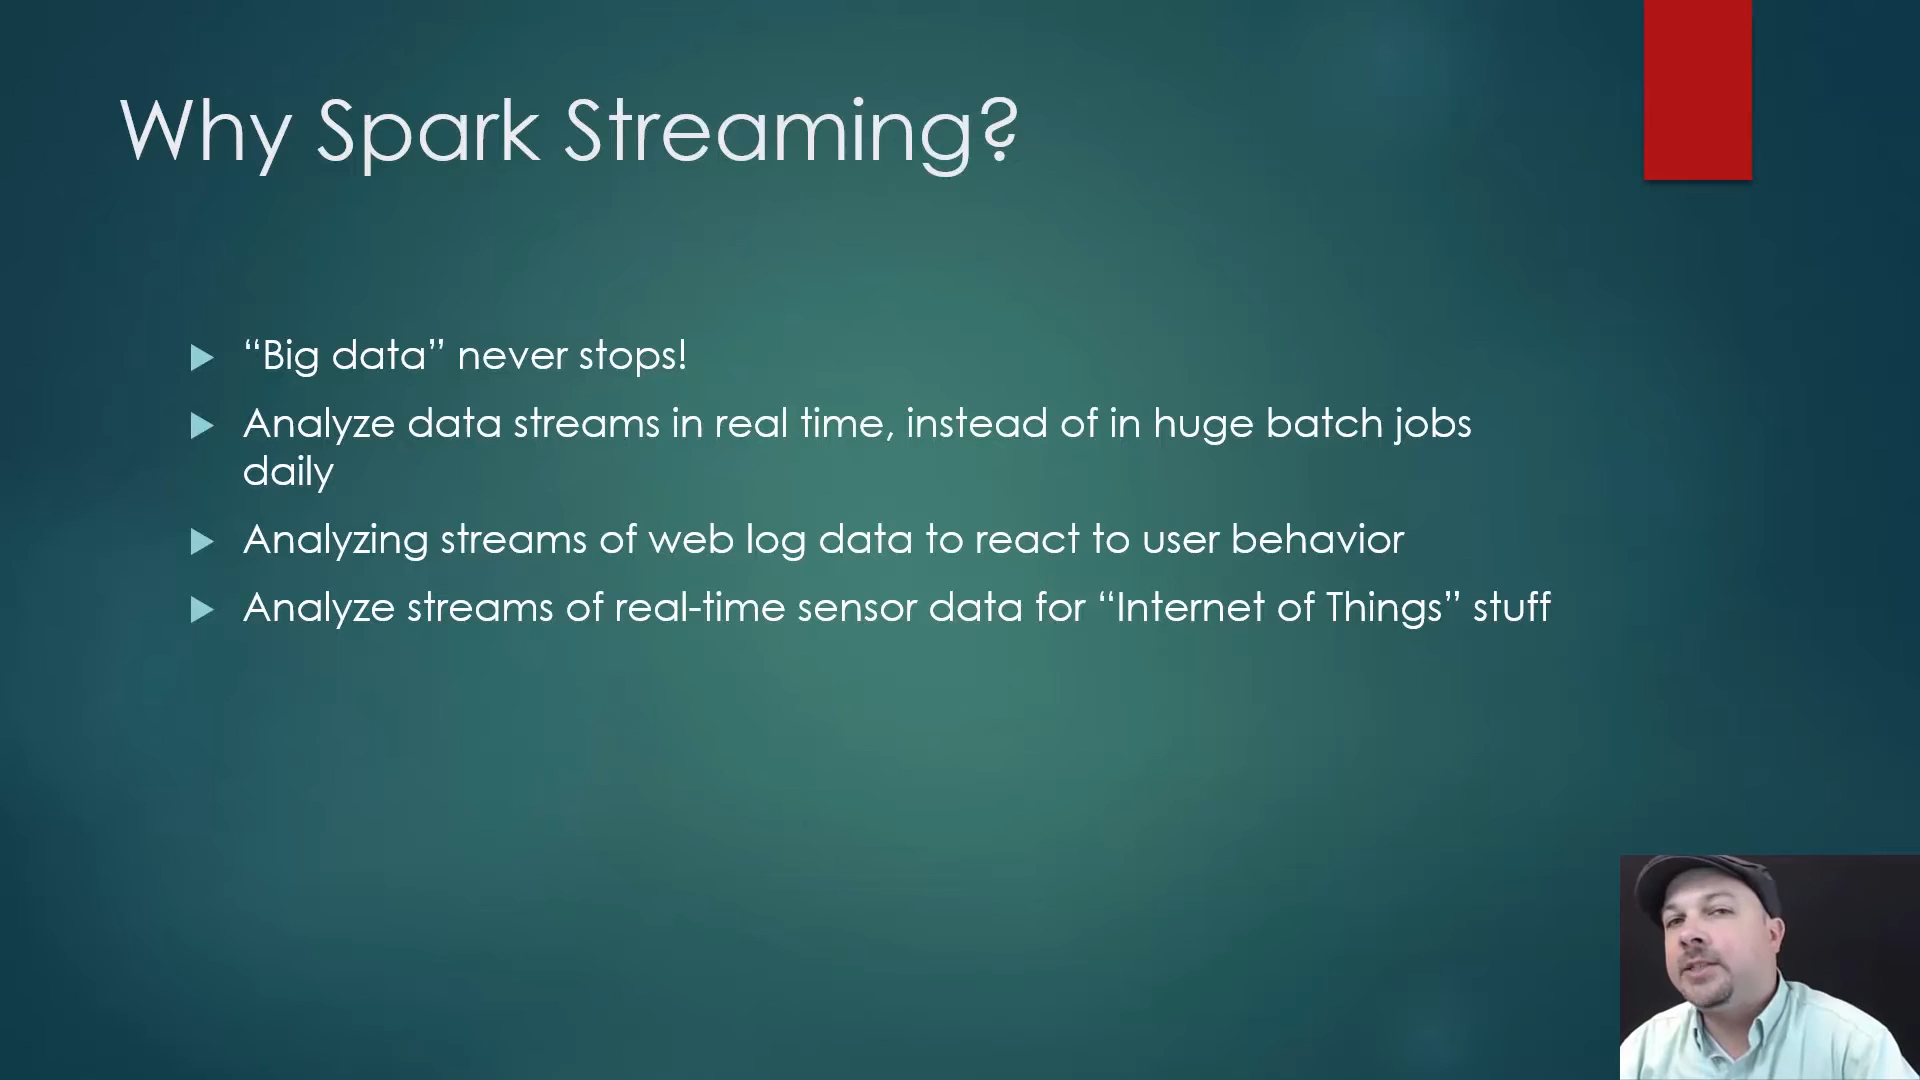 Why Spark Streaming?
“Big data” never stops!
Analyze data streams in real time, instead of in huge batch jobs
daily
Analyzing streams of web log data to react to user behavior
Analyze streams of real-time sensor data for “Internet of Things” stuff